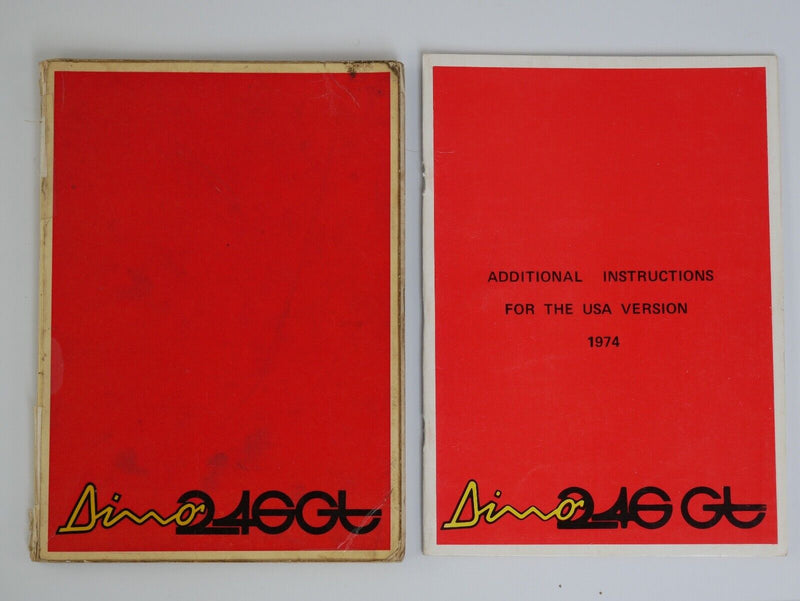 Dino 246 Gt
ADDITIONAL INSTRUCTIONS
FOR THE USA VERSION
1974
Dino 246 Gt